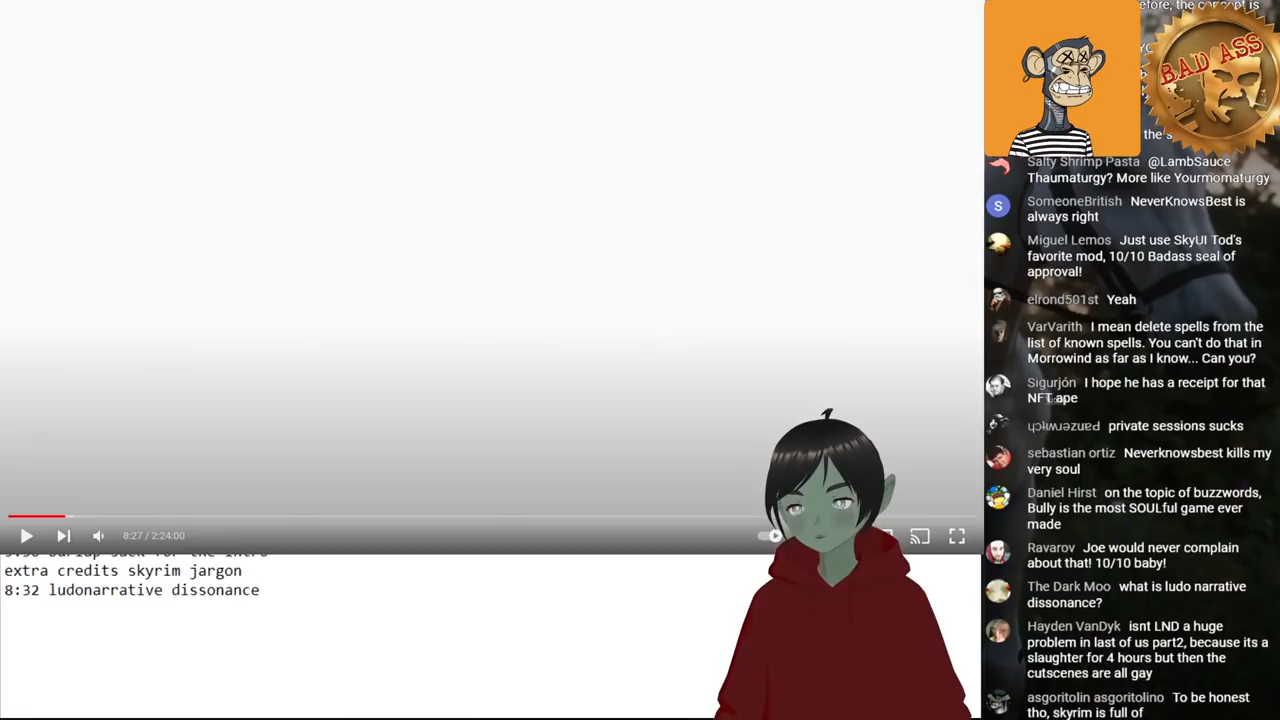 8:27 / 2:24:00
extra credits skyrim jargon
8:32 ludonarrative dissonance
BAD ASS
Salty Shrimp Pasta @LambSauce
Thaumaturgy? More like Yourmomaturgy
S
SomeoneBritish NeverKnowsBest is
always right
Miguel Lemos Just use SkyUI Tod's
favorite mod, 10/10 Badass seal of
approval!
elrond501st Yeah
VarVarith I mean delete spells from the
list of known spells. You can't do that in
Morrowind as far as I know... Can you?
Sigurjón I hope he has a receipt for that
NFT ape
private sessions sucks
sebastian ortiz Neverknowsbest kills my
very soul
Daniel Hirst on the topic of buzzwords,
Bully is the most SOULful game ever
made
Ravarov Joe would never complain
about that! 10/10 baby!
The Dark Moo what is ludo narrative
dissonance?
Hayden VanDyk isnt LND a huge
problem in last of us part2, because its a
slaughter for 4 hours but then the
cutscenes are all gay
asgoritolin asgoritolino To be honest
tho, skyrim is full of